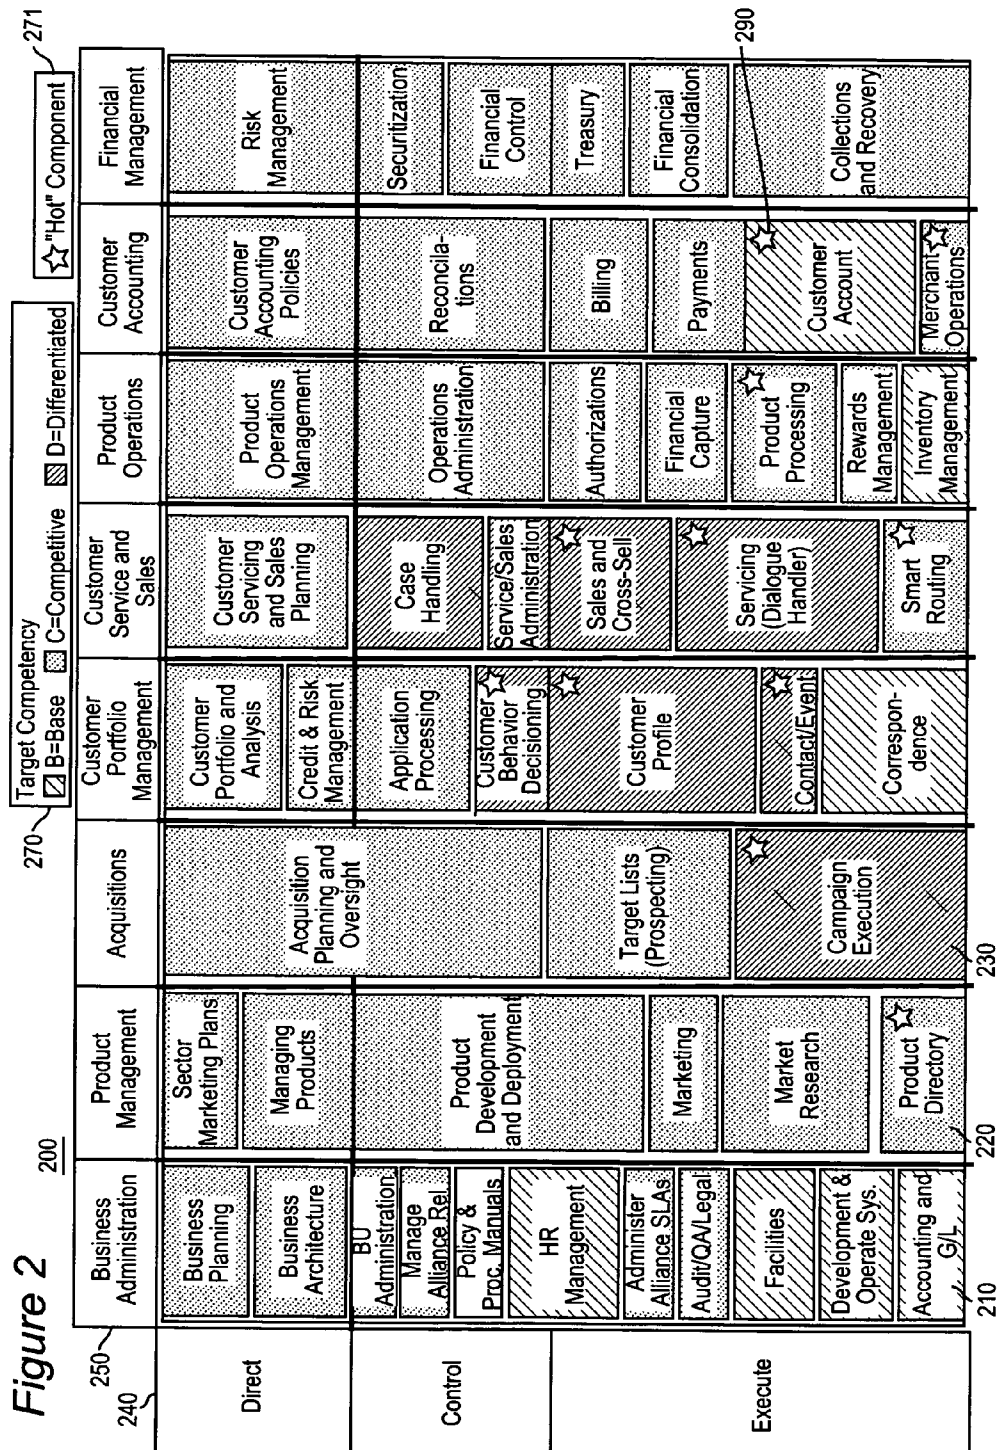 Figure 2
200
Target Competency
B=Base
C=Competitive
D=Differentiated
"Hot" Component
270
271
240
250
Business
Administration
Product
Management
Acquisitions
Customer
Portfolio
Management
Customer
Service and
Sales
Product
Operations
Customer
Accounting
Financial
Management
Direct
Business
Planning
Business
Architecture
Sector
Marketing Plans
Managing
Products
Acquisition
Planning and
Oversight
Customer
Portfolio and
Analysis
Credit & Risk
Management
Customer
Servicing
and Sales
Planning
Product
Operations
Management
Customer
Accounting
Policies
Risk
Management
Control
BU
Administration
Manage
Alliance Rel.
Policy &
Proc. Manuals
HR
Management
Product
Development
and Deployment
Application
Processing
Customer
Behavior
Decisioning
Case
Handling
Service/Sales
Administration
Operations
Administration
Reconcila-
tions
Securitization
Financial
Control
Execute
Administer
Alliance SLAs
Audit/QA/Legal
Facilities
Development &
Operate Sys.
Accounting and
G/L
Marketing
Market
Research
Product
Directory
Target Lists
(Prospecting)
Campaign
Execution
Customer
Profile
Contact/Event
Correspon-
dence
Sales and
Cross-Sell
Servicing
(Dialogue
Handler)
Smart
Routing
Authorizations
Financial
Capture
Product
Processing
Rewards
Management
Inventory
Management
Billing
Payments
Customer
Account
Merchant
Operations
Treasury
Financial
Consolidation
Collections
and Recovery
210
220
230
290